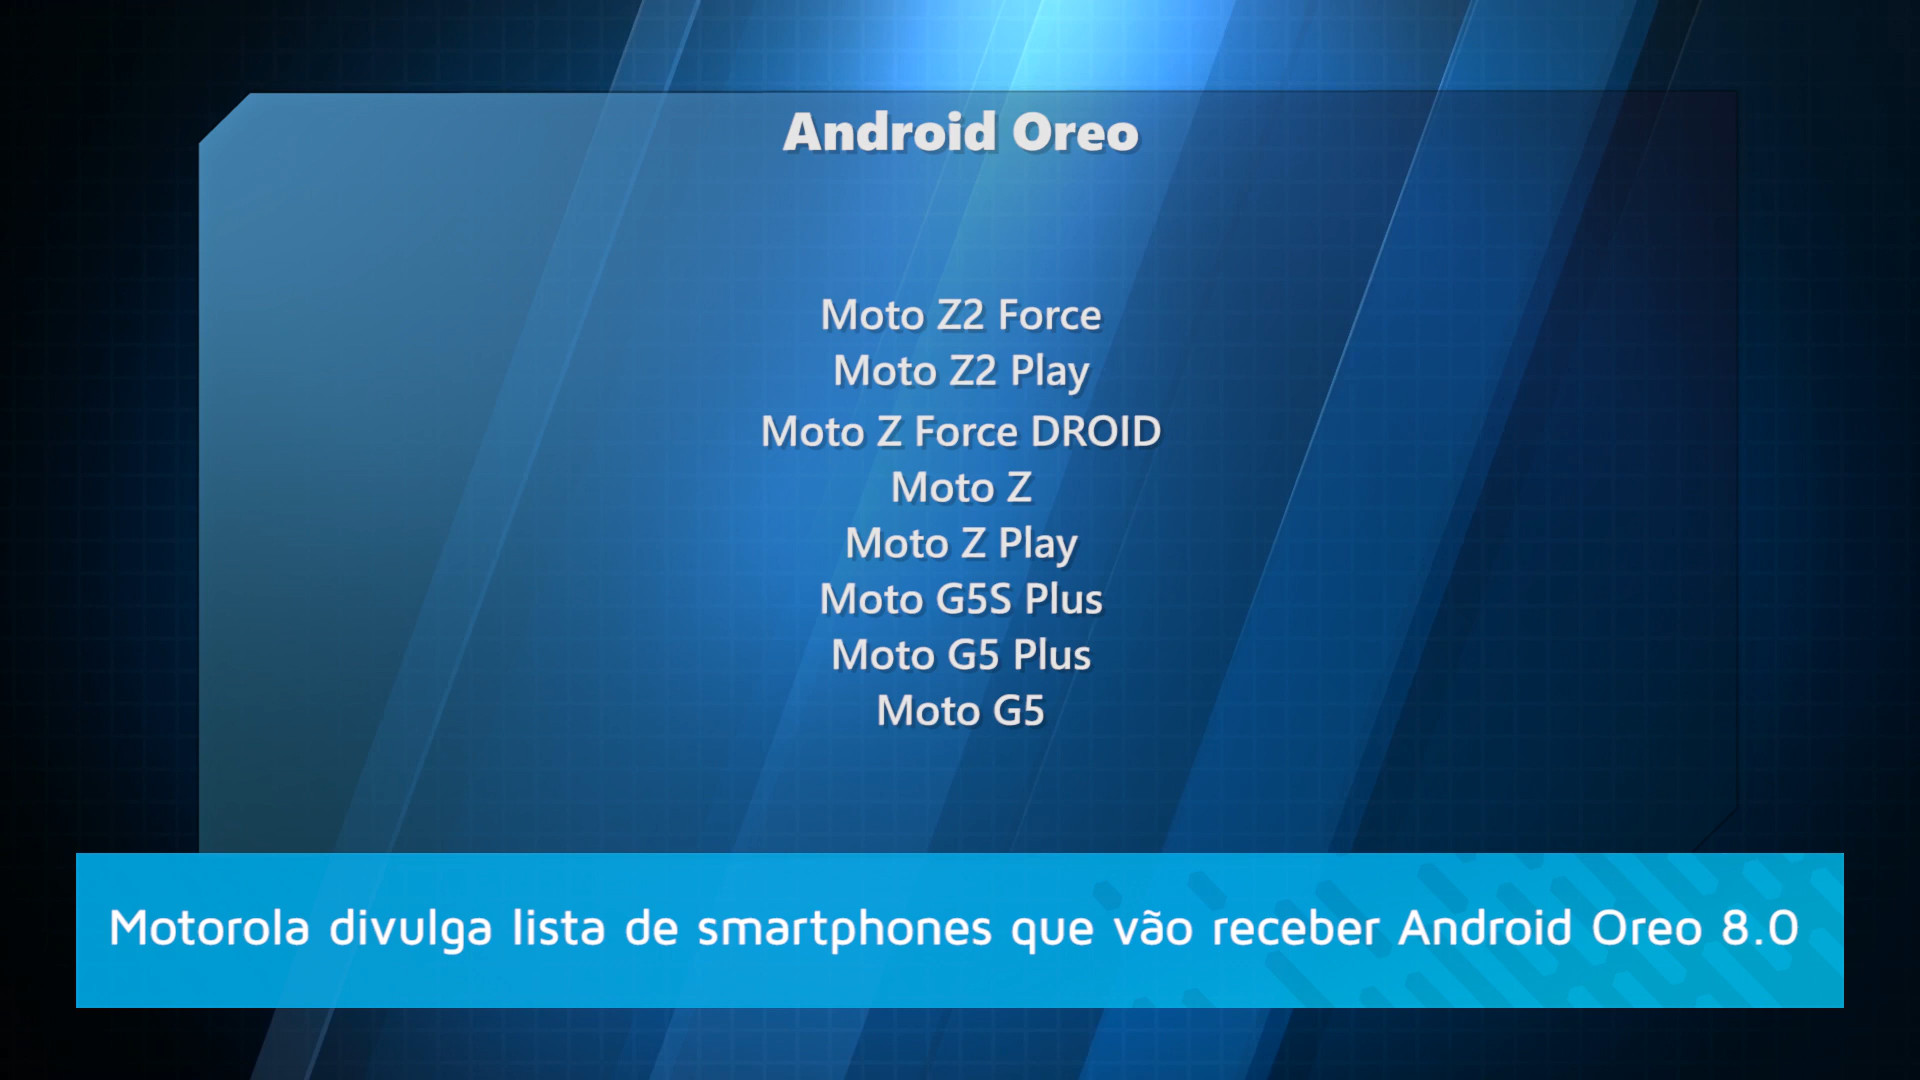 Android Oreo
Moto Z2 Force
Moto Z2 Play
Moto Z Force DROID
Moto Z
Moto Z Play
Moto G5S Plus
Moto G5 Plus
Moto G5
Motorola divulga lista de smartphones que vão receber Android Oreo 8.0